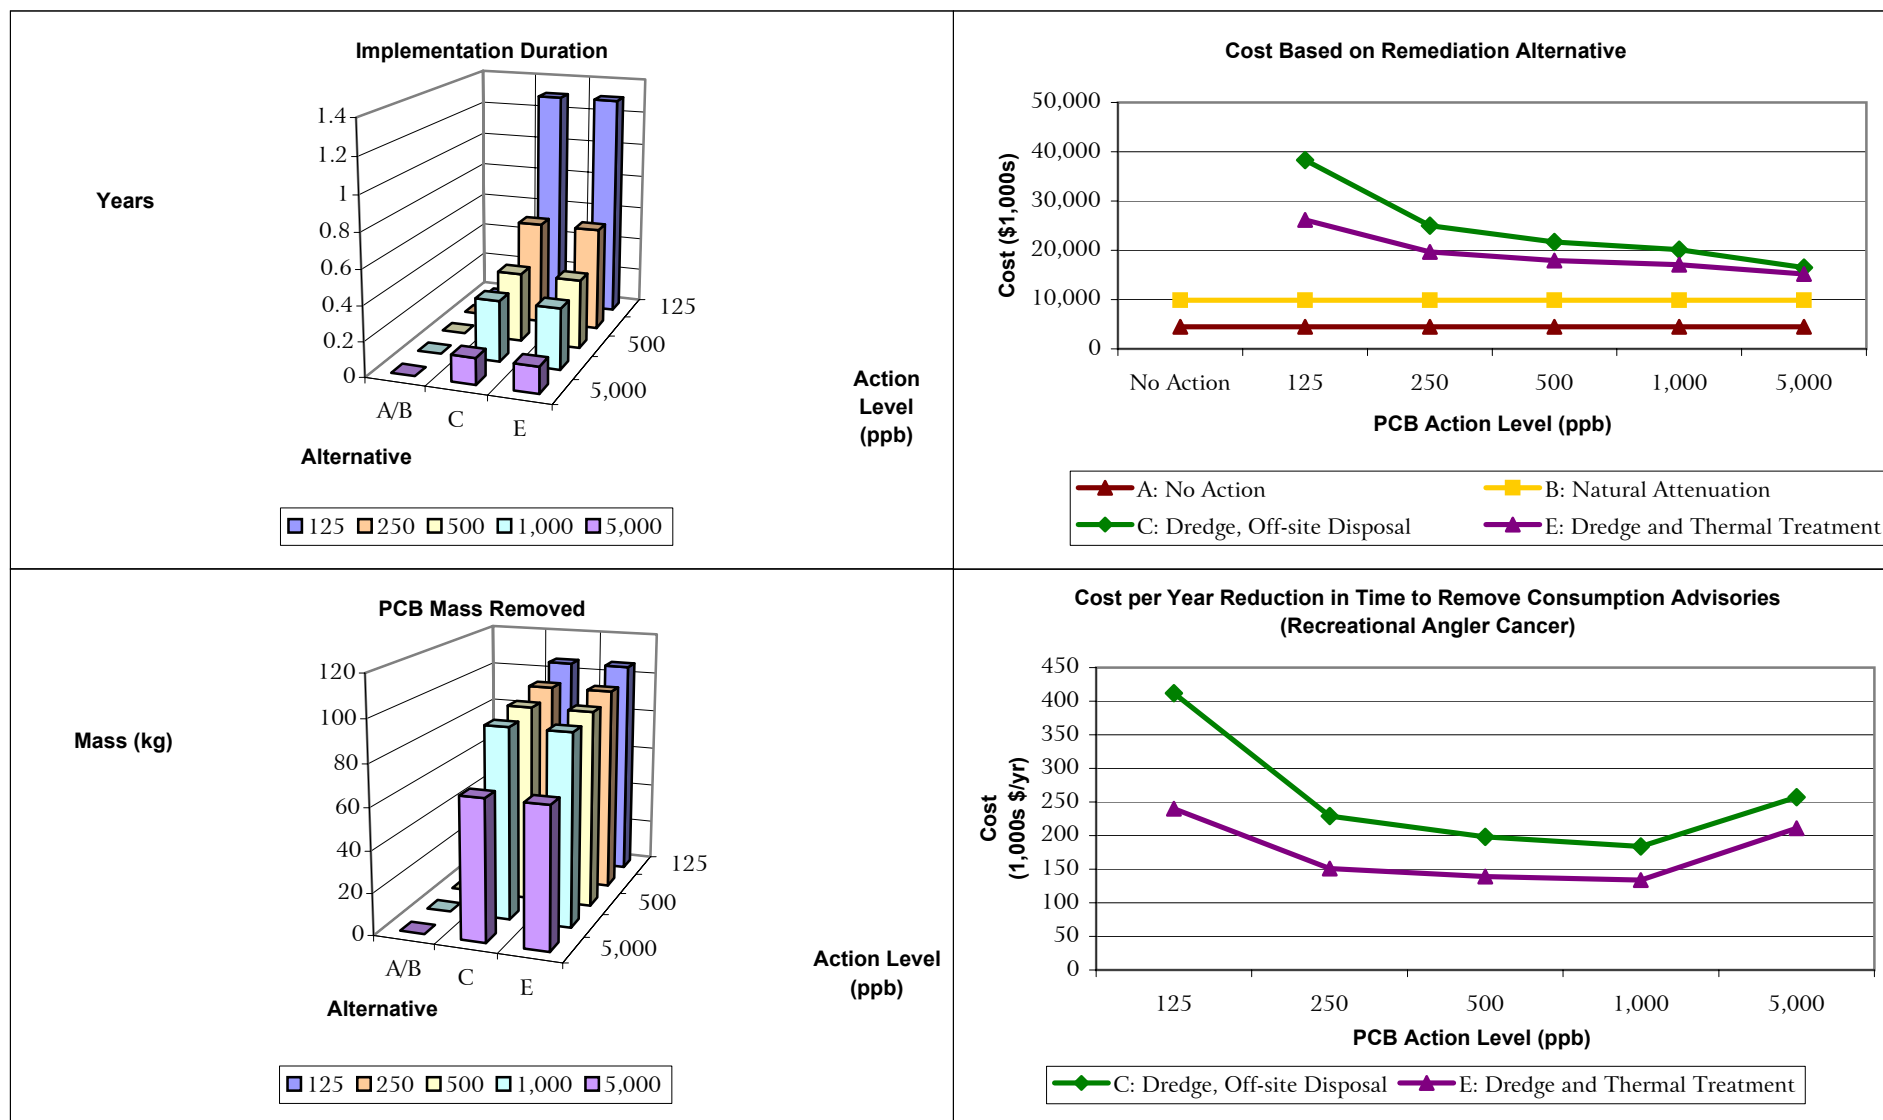 Implementation Duration
Years
1.4
1.2
1
0.8
0.6
0.4
0.2
0
A/B
C
E
125
500
5,000
Alternative
Action
Level
(ppb)
125 250 500 1,000 5,000
Cost Based on Remediation Alternative
Cost ($1,000s)
50,000
40,000
30,000
20,000
10,000
0
No Action 125 250 500 1,000 5,000
PCB Action Level (ppb)
A: No Action B: Natural Attenuation
C: Dredge, Off-site Disposal E: Dredge and Thermal Treatment
PCB Mass Removed
Mass (kg)
120
100
80
60
40
20
0
A/B
C
E
125
500
5,000
Alternative
Action Level
(ppb)
125 250 500 1,000 5,000
Cost per Year Reduction in Time to Remove Consumption Advisories
(Recreational Angler Cancer)
Cost
(1,000s $/yr)
450
400
350
300
250
200
150
100
50
0
125 250 500 1,000 5,000
PCB Action Level (ppb)
C: Dredge, Off-site Disposal E: Dredge and Thermal Treatment